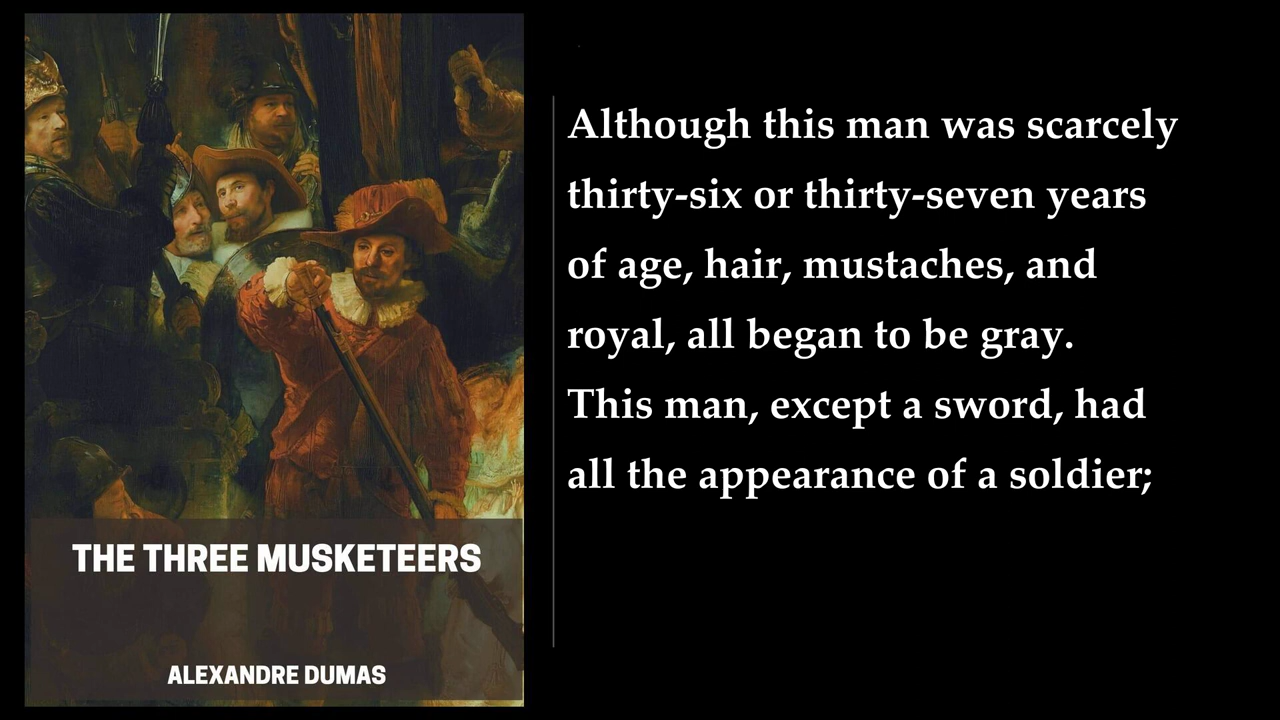 THE THREE MUSKETEERS
ALEXANDRE DUMAS
Although this man was scarcely
thirty-six or thirty-seven years
of age, hair, mustaches, and
royal, all began to be gray.
This man, except a sword, had
all the appearance of a soldier;